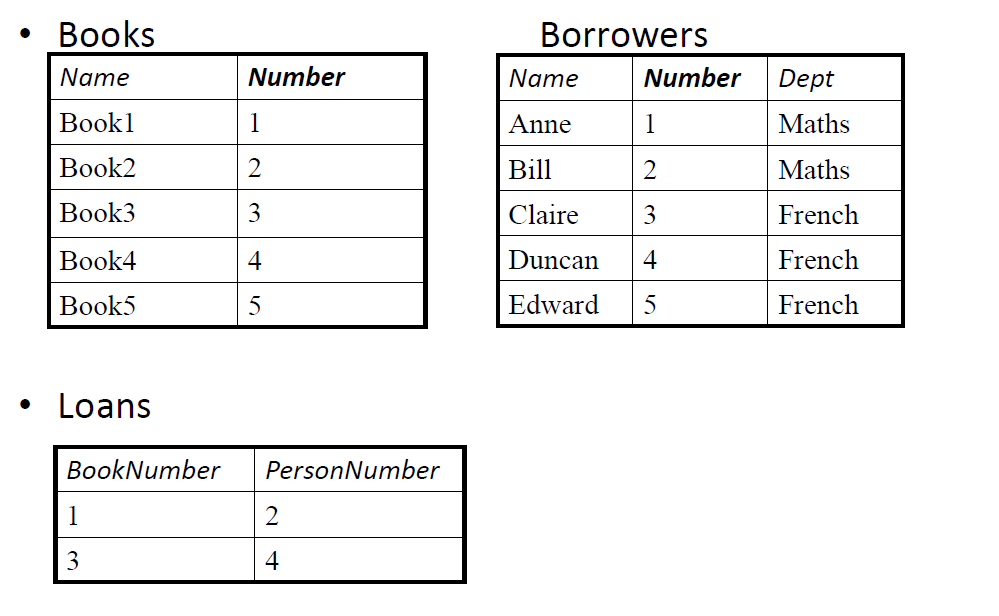 • Books
Name Number
Book1 1
Book2 2
Book3 3
Book4 4
Book5 5
Borrowers
Name Number Dept
Anne 1 Maths
Bill 2 Maths
Claire 3 French
Duncan 4 French
Edward 5 French
• Loans
BookNumber PersonNumber
1 2
3 4